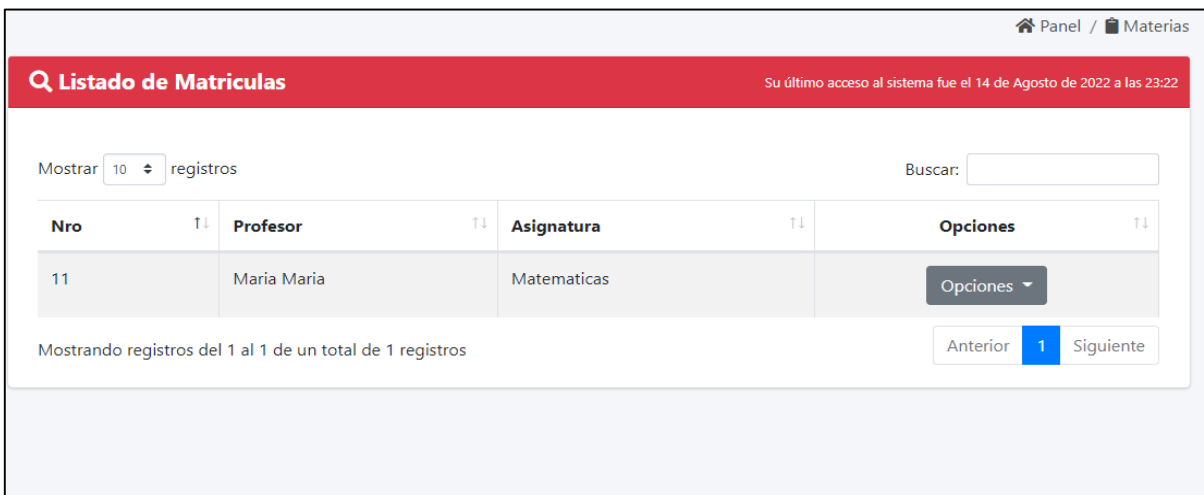 Panel / Materias
Listado de Matriculas
Su último acceso al sistema fue el 14 de Agosto de 2022 a las 23:22
Mostrar 10 registros
Buscar:
Nro Profesor Asignatura Opciones
11 Maria Maria Matematicas Opciones
Mostrando registros del 1 al 1 de un total de 1 registros
Anterior 1 Siguiente